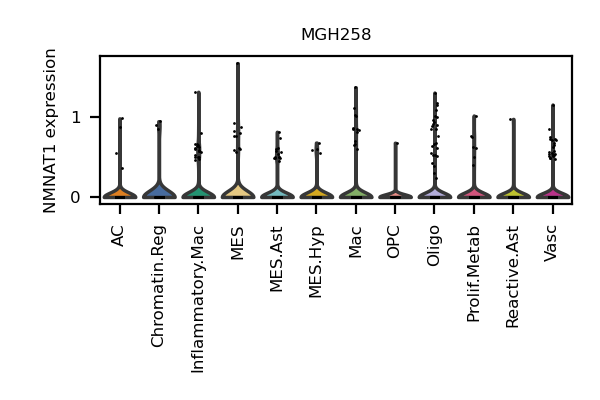 MGH258
NMNAT1 expression
1
0
AC
Chromatin.Reg
Inflammatory.Mac
MES
MES.Ast
MES.Hyp
Mac
OPC
Oligo
Prolif.Metab
Reactive.Ast
Vasc